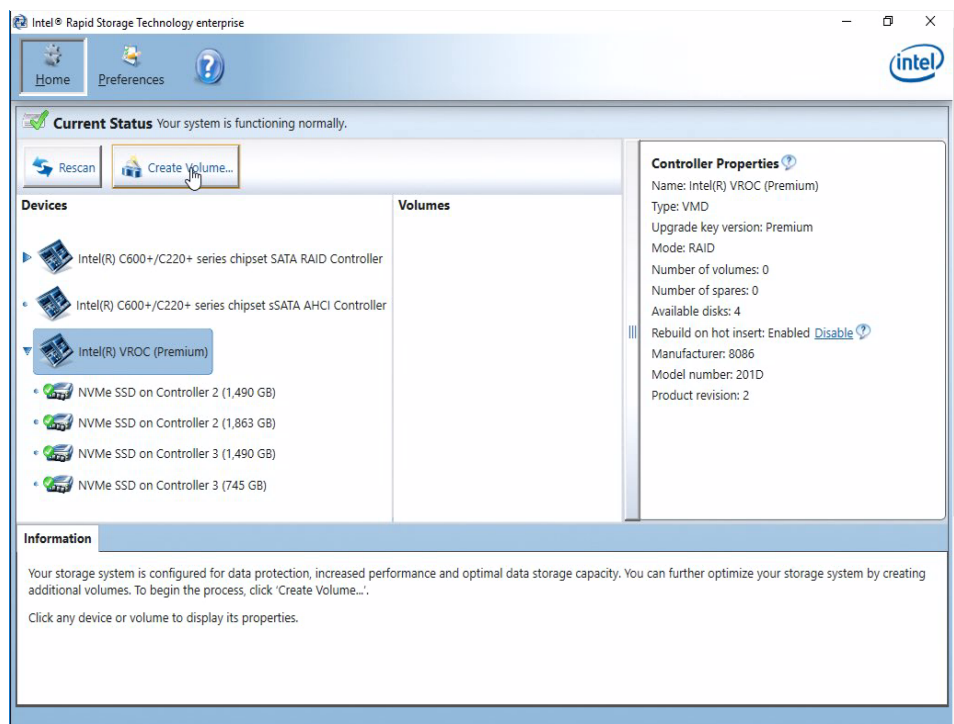 Intel® Rapid Storage Technology enterprise
Home
Preferences
?
intel
Current Status Your system is functioning normally.
Rescan
Create Volume...
Devices
Intel(R) C600+/C220+ series chipset SATA RAID Controller
Intel(R) C600+/C220+ series chipset sSATA AHCI Controller
Intel(R) VROC (Premium)
NVMe SSD on Controller 2 (1,490 GB)
NVMe SSD on Controller 2 (1,863 GB)
NVMe SSD on Controller 3 (1,490 GB)
NVMe SSD on Controller 3 (745 GB)
Volumes
Controller Properties ?
Name: Intel(R) VROC (Premium)
Type: VMD
Upgrade key version: Premium
Mode: RAID
Number of volumes: 0
Number of spares: 0
Available disks: 4
Rebuild on hot insert: Enabled Disable ?
Manufacturer: 8086
Model number: 201D
Product revision: 2
Information
Your storage system is configured for data protection, increased performance and optimal data storage capacity. You can further optimize your storage system by creating
additional volumes. To begin the process, click 'Create Volume...'.
Click any device or volume to display its properties.